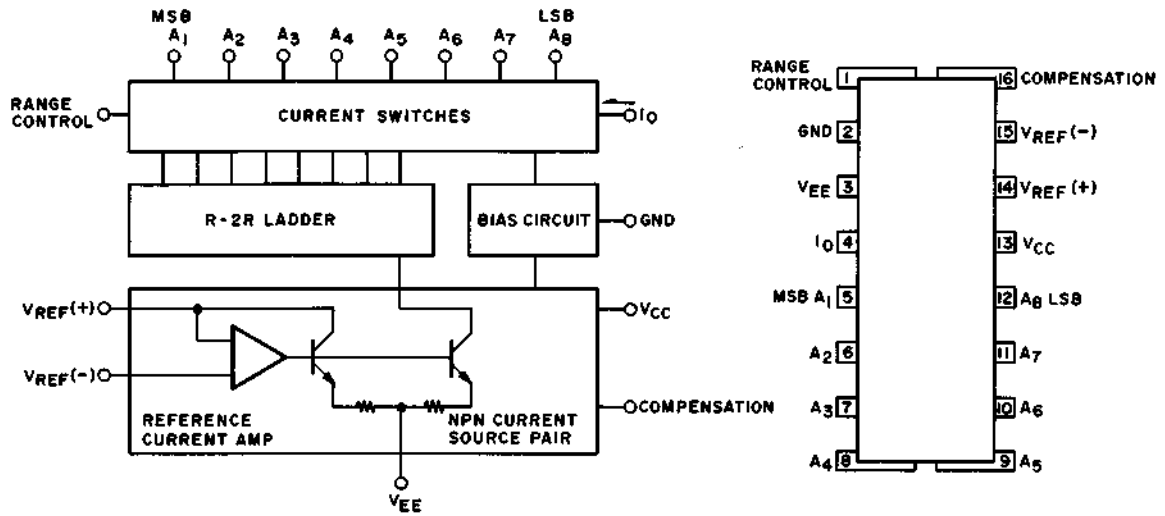 MSB LSB
A1 A2 A3 A4 A5 A6 A7 A8
RANGE
CONTROL
CURRENT SWITCHES
IO
R-2R LADDER
BIAS CIRCUIT
GND
VREF(+)
VCC
VREF(-)
REFERENCE
CURRENT AMP
NPN CURRENT
SOURCE PAIR
COMPENSATION
VEE
RANGE
CONTROL 1
16 COMPENSATION
GND 2
15 VREF(-)
VEE 3
14 VREF(+)
IO 4
13 VCC
MSB A1 5
12 A8 LSB
A2 6
11 A7
A3 7
10 A6
A4 8
9 A5